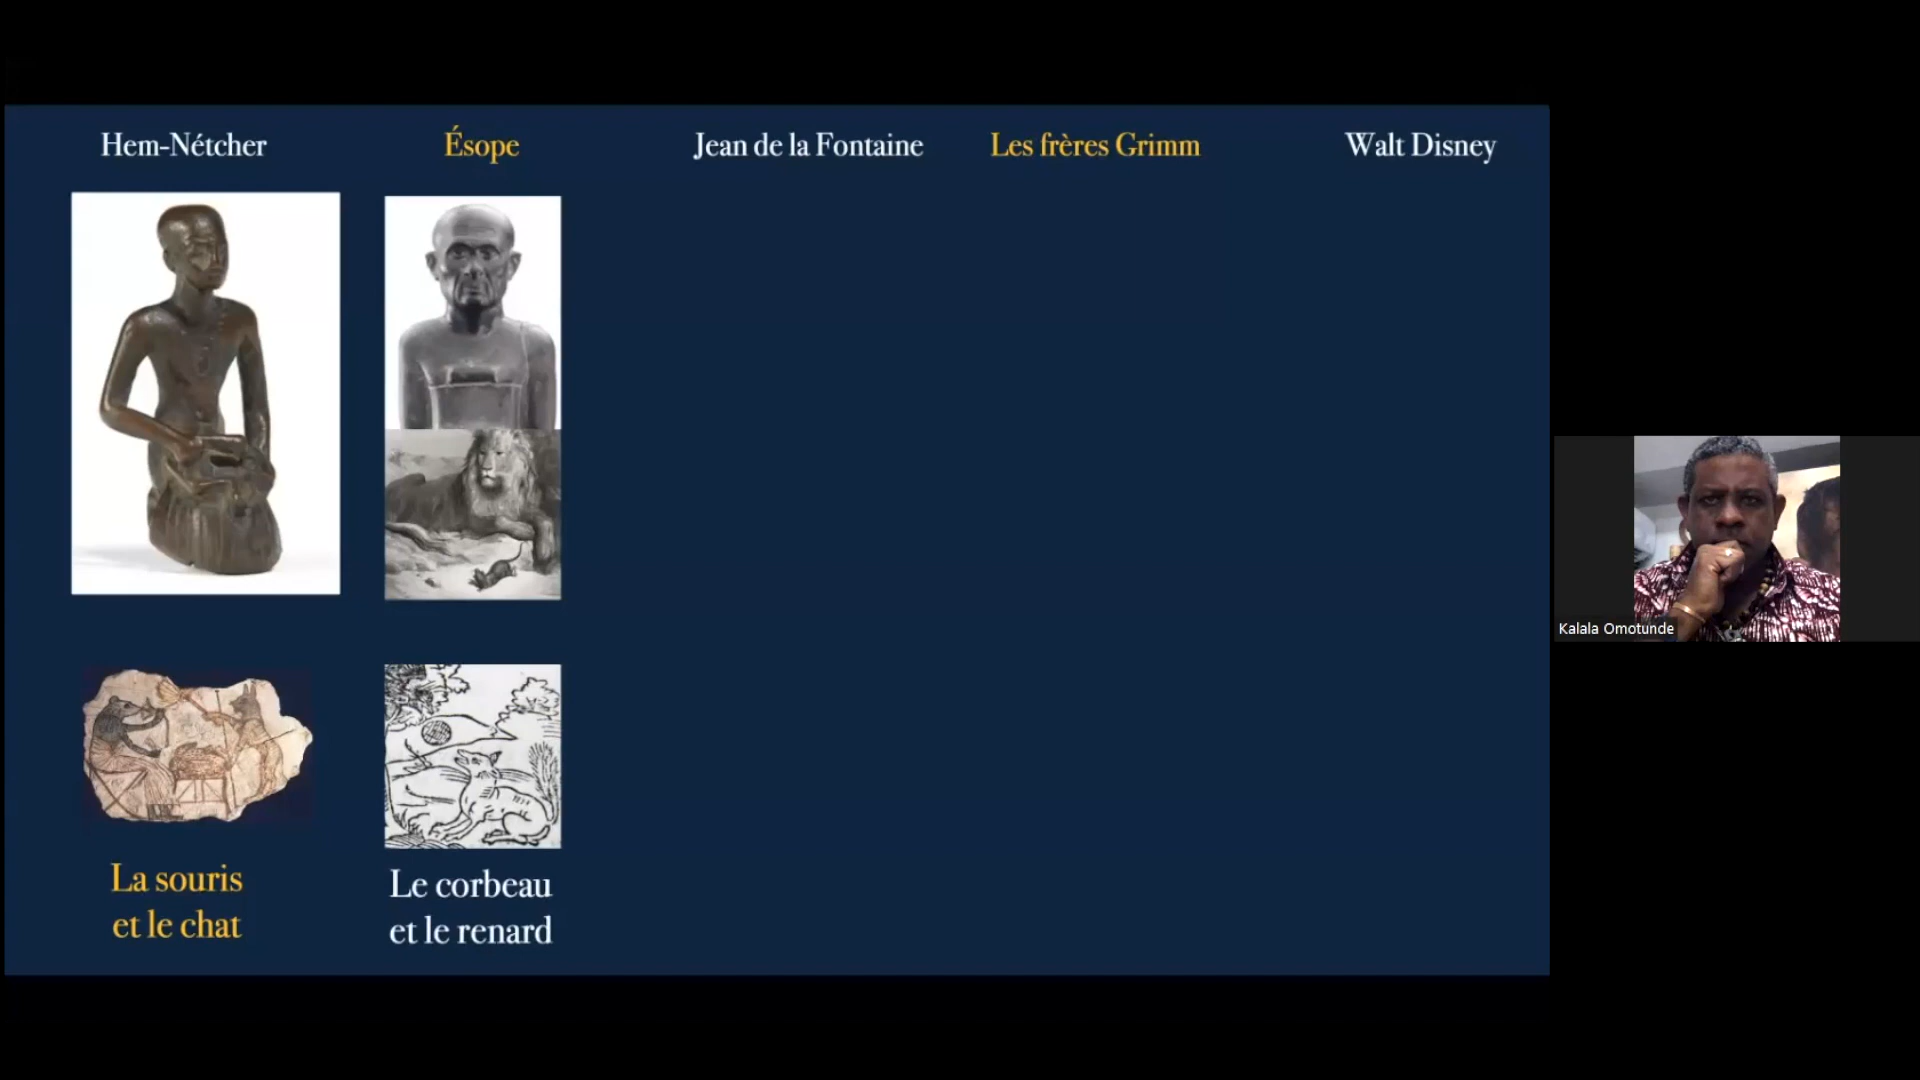 Hem-Nétcher
Ésope
Jean de la Fontaine
Les frères Grimm
Walt Disney
La souris
et le chat
Le corbeau
et le renard
Kalala Omotunde